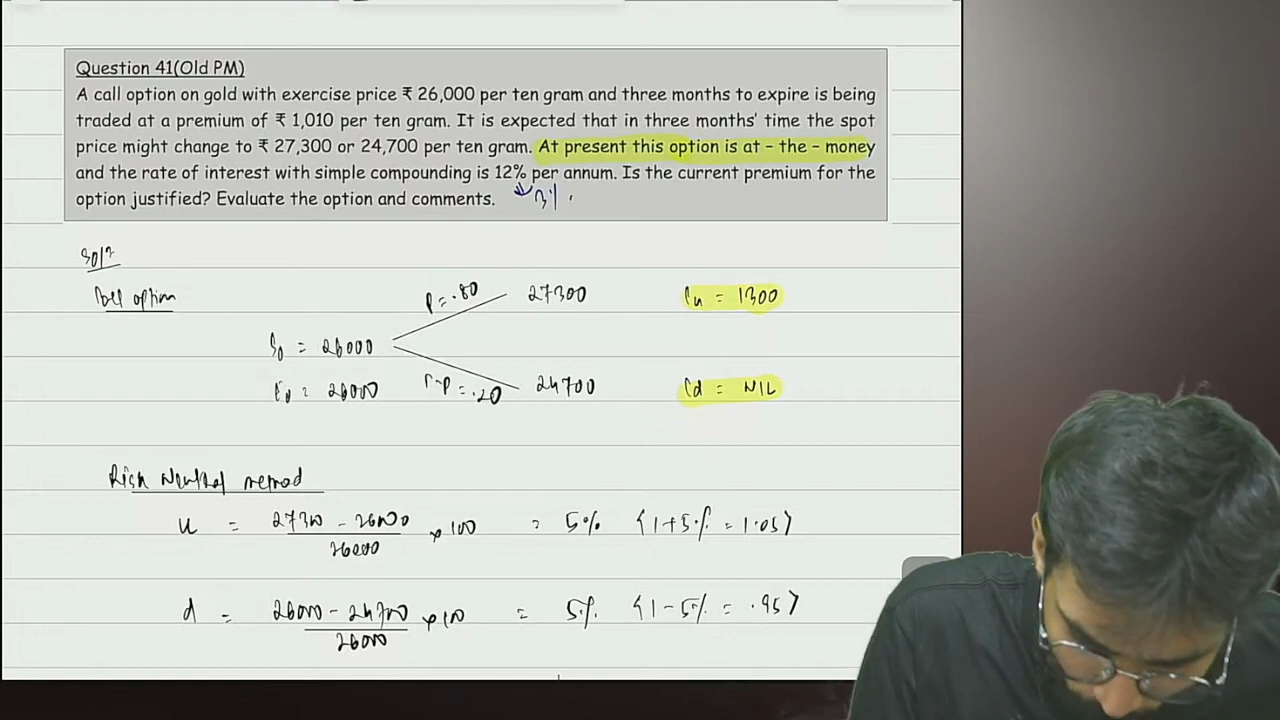 Question 41(Old PM)
A call option on gold with exercise price ₹ 26,000 per ten gram and three months to expire is being
traded at a premium of ₹ 1,010 per ten gram. It is expected that in three months' time the spot
price might change to ₹ 27,300 or 24,700 per ten gram. At present this option is at – the – money
and the rate of interest with simple compounding is 12% per annum. Is the current premium for the
option justified? Evaluate the option and comments. 3%
Solⁿ
Call option
P = .80 27300 Cu = 1300
S0 = 26000
E0 = 26000 1-P = .20 24700 Cd = NIL
Risk Neutral method
u = 27300 - 26000 / 26000 × 100 = 5% {1+5% = 1.05}
d = 26000 - 24700 / 26000 × 100 = 5% {1-5% = .95}